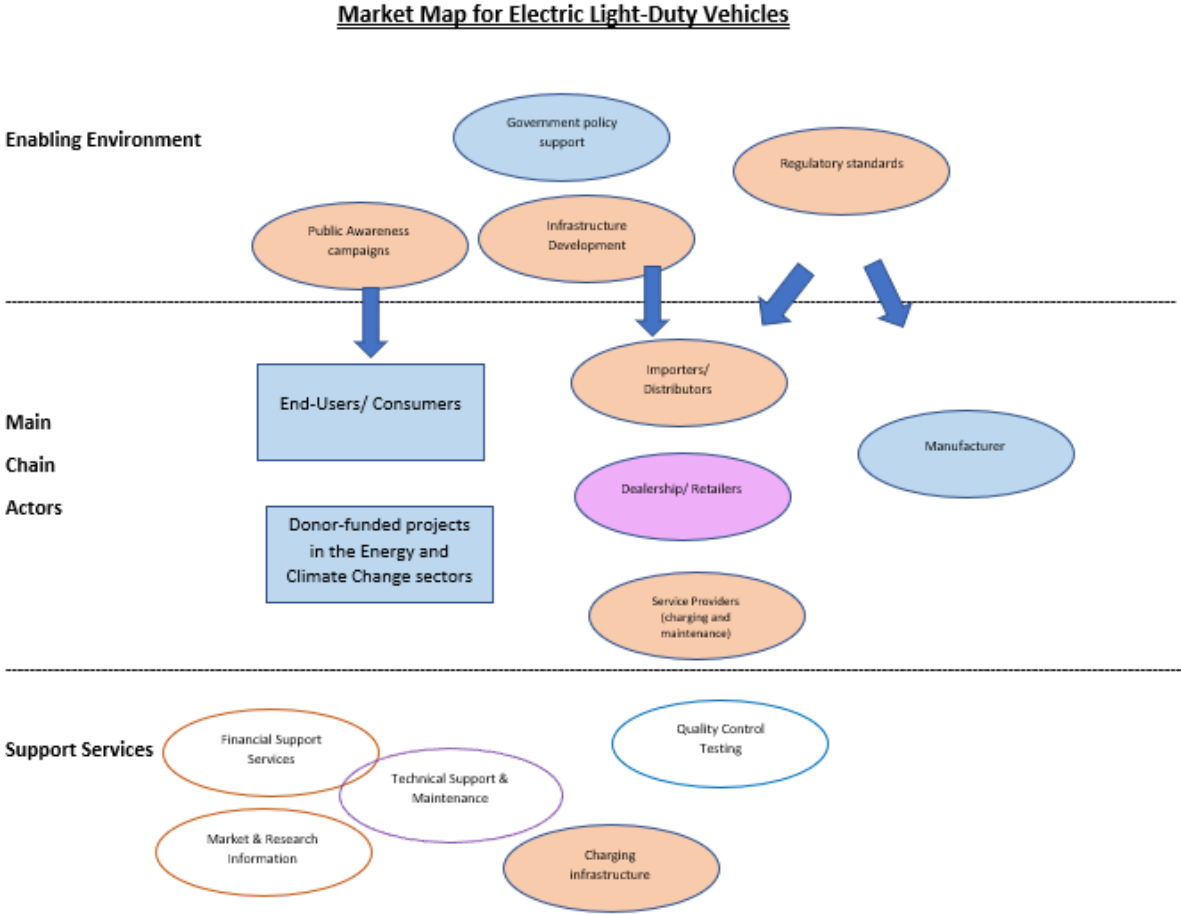 Market Map for Electric Light-Duty Vehicles
Enabling Environment
Government policy
support
Regulatory standards
Public Awareness
campaigns
Infrastructure
Development
Main
Chain
Actors
End-Users/ Consumers
Importers/
Distributors
Manufacturer
Dealership/ Retailers
Donor-funded projects
in the Energy and
Climate Change sectors
Service Providers
(charging and
maintenance)
Support Services
Financial Support
Services
Technical Support &
Maintenance
Quality Control
Testing
Market & Research
Information
Charging
infrastructure